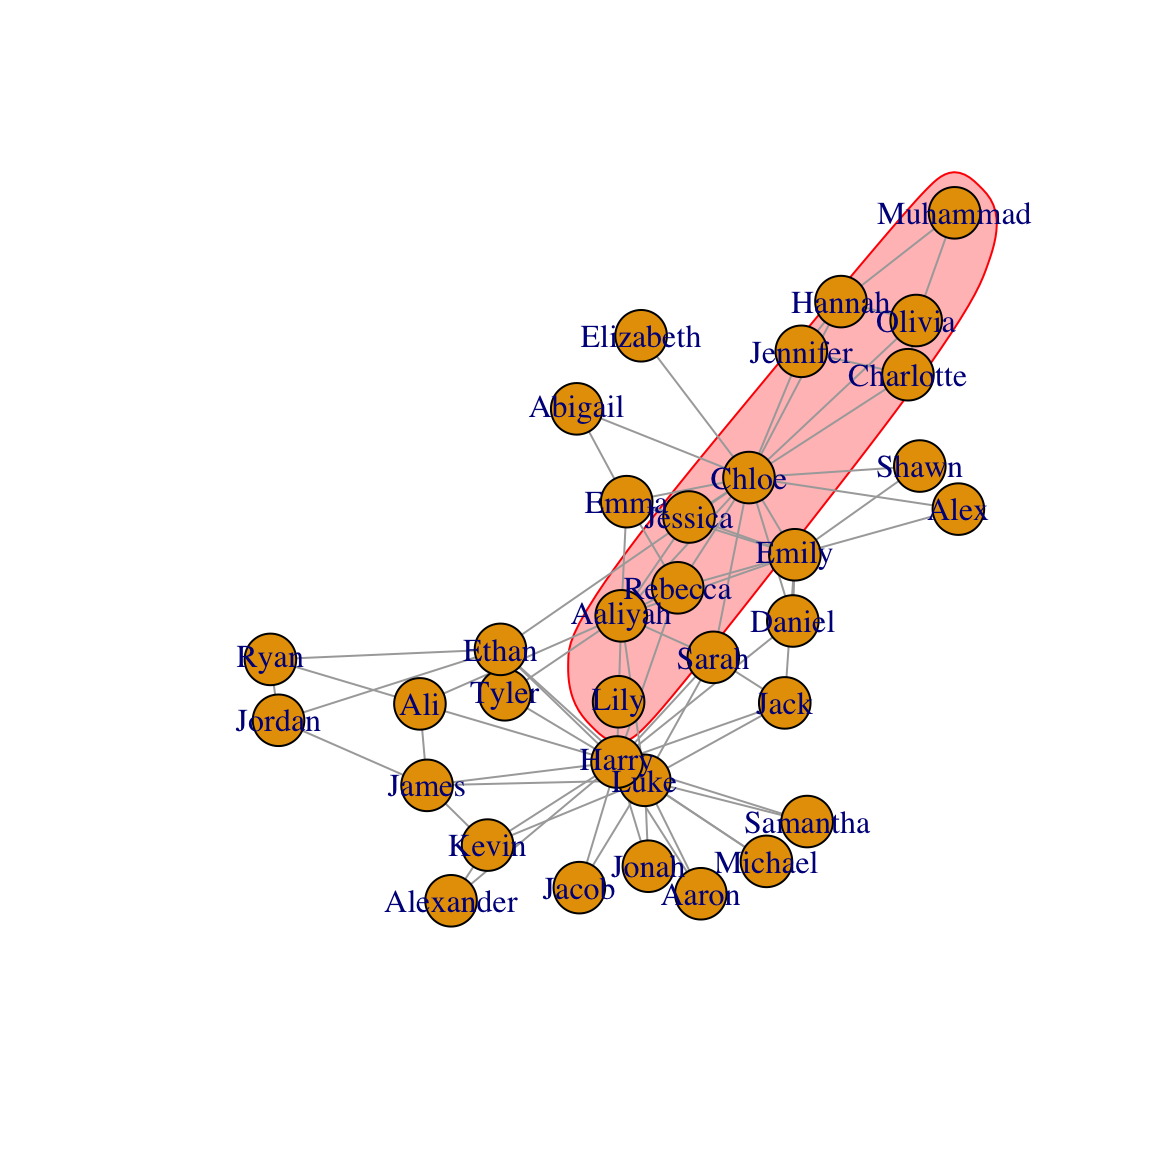 Muhammad
Hannah
Olivia
Elizabeth
Jennifer
Charlotte
Abigail
Shawn
Chloe
Emma
Alex
Jessica
Emily
Rebecca
Aaliyah
Daniel
Ethan
Ryan
Sarah
Tyler
Lily
Ali
Jack
Jordan
Harry
Luke
James
Samantha
Kevin
Michael
Jonah
Jacob
Aaron
Alexander